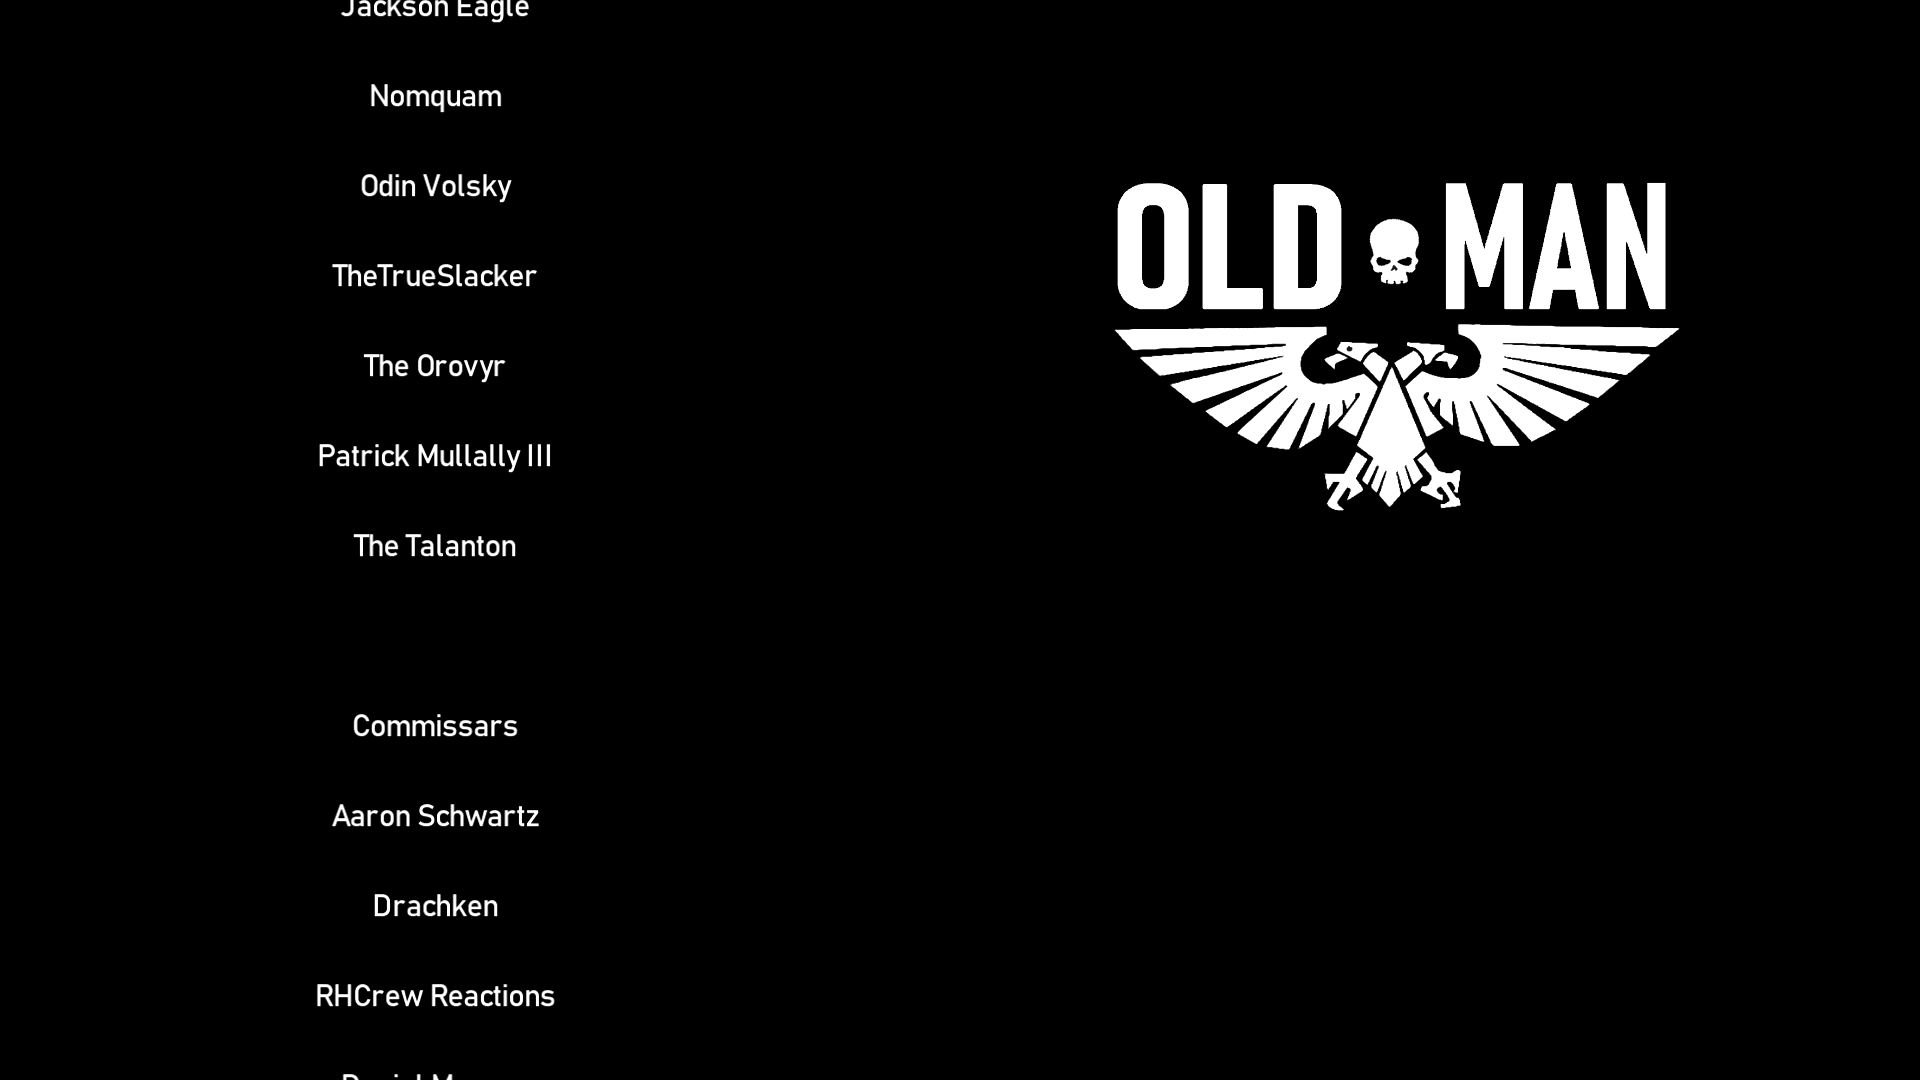 Jackson Eagle
Nomquam
Odin Volsky
TheTrueSlacker
The Orovyr
Patrick Mullally III
The Talanton
Commissars
Aaron Schwartz
Drachken
RHCrew Reactions
OLD MAN